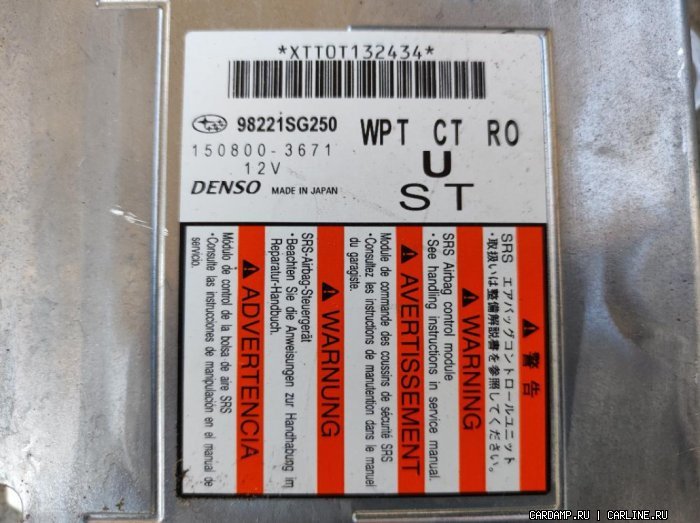 *XTT0T132434*
98221SG250
WPT CT RO
150800-3671
U
12V
ST
DENSO MADE IN JAPAN
警告
SRS エアバッグコントロールユニット
・取扱いは整備解説書を参照してください。
WARNING
SRS Airbag control module
・See handling instructions in service manual.
AVERTISSEMENT
Module de commande des coussins de sécurité SRS
・Consultez les instructions de manutention dans le manuel
du garagiste.
WARNUNG
SRS-Airbag-Steuergerät
・Beachten Sie die Anweisungen zur Handhabung im
Reparatur-Handbuch.
ADVERTENCIA
Módulo de control de la bolsa de aire SRS
・Consulte las instrucciones de manipulación en el manual de
servicio.
CARDAMP.RU | CARLINE.RU